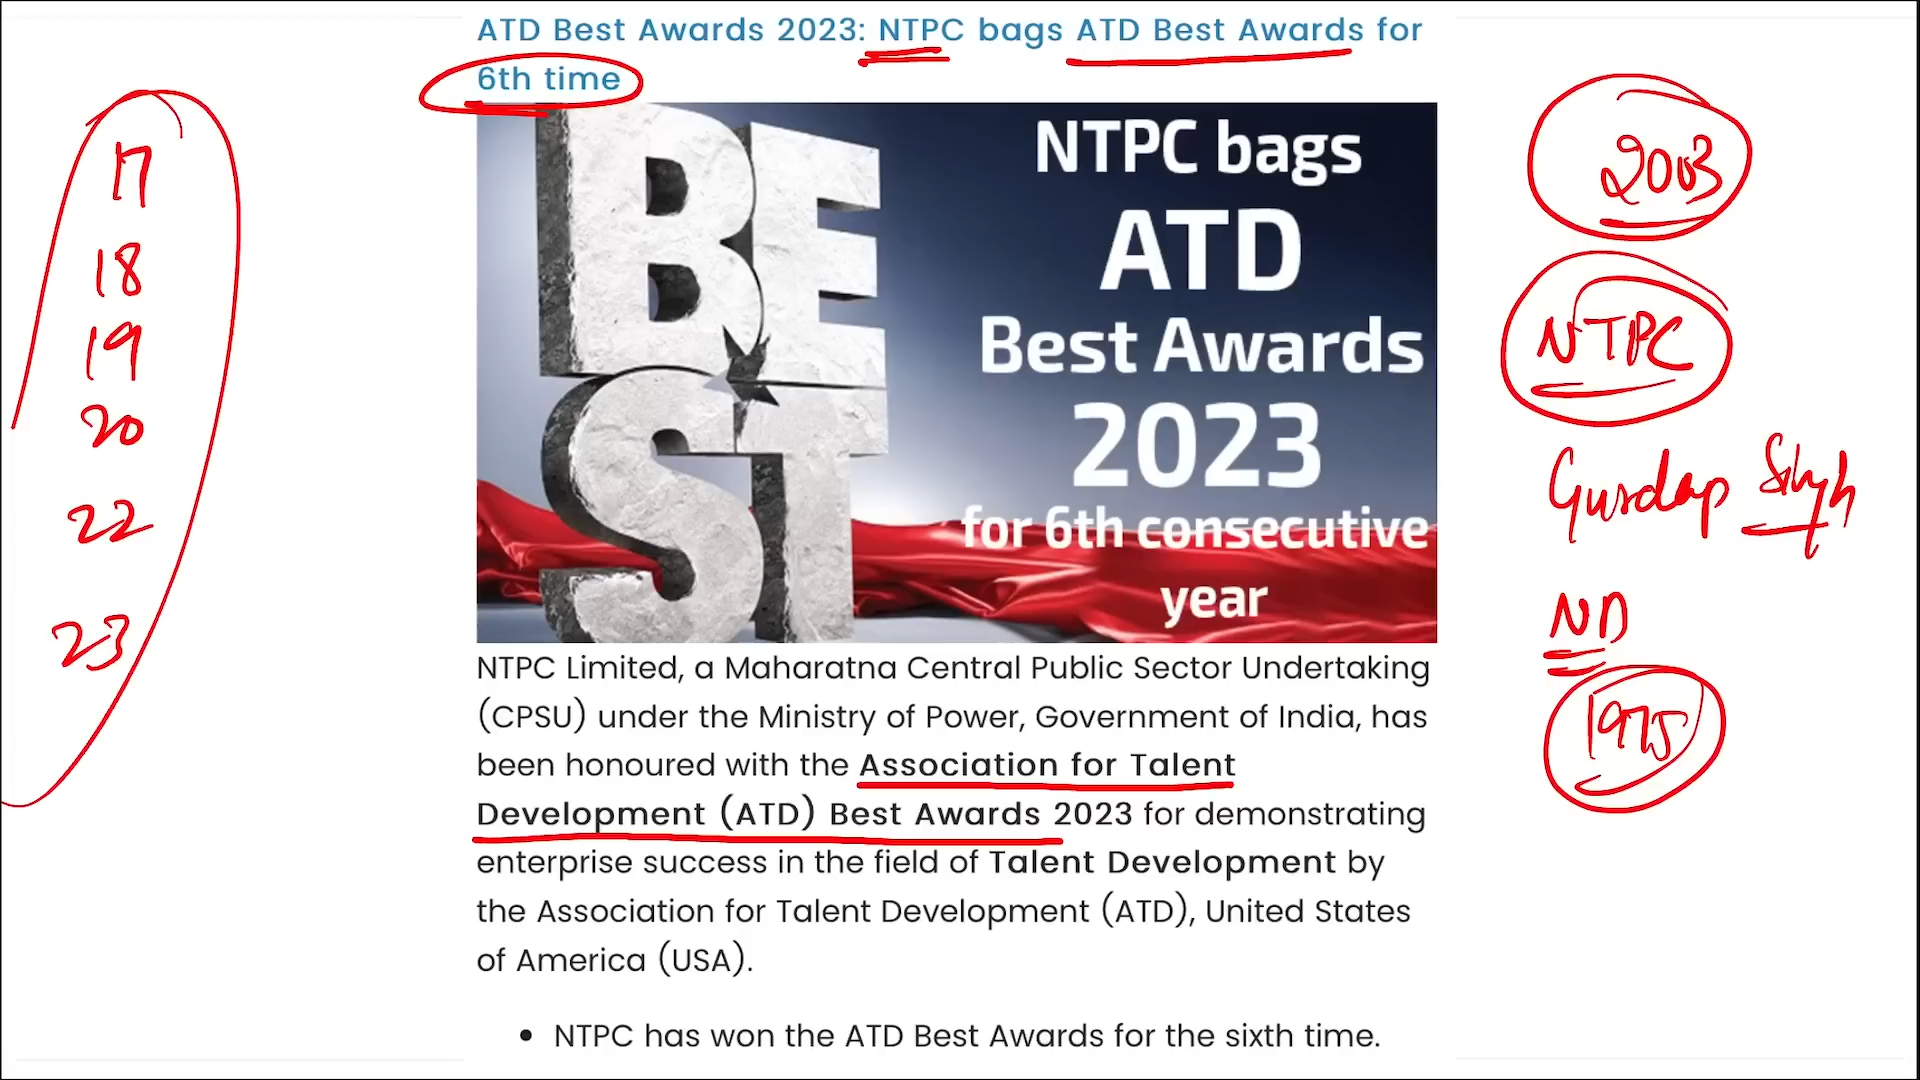 ATD Best Awards 2023: NTPC bags ATD Best Awards for
6th time
17
18
19
20
22
23
NTPC bags
ATD
Best Awards
2023
for 6th consecutive
year
BE
ST
2003
NTPC
Gurdeep Singh
ND
1975
NTPC Limited, a Maharatna Central Public Sector Undertaking
(CPSU) under the Ministry of Power, Government of India, has
been honoured with the Association for Talent
Development (ATD) Best Awards 2023 for demonstrating
enterprise success in the field of Talent Development by
the Association for Talent Development (ATD), United States
of America (USA).
• NTPC has won the ATD Best Awards for the sixth time.